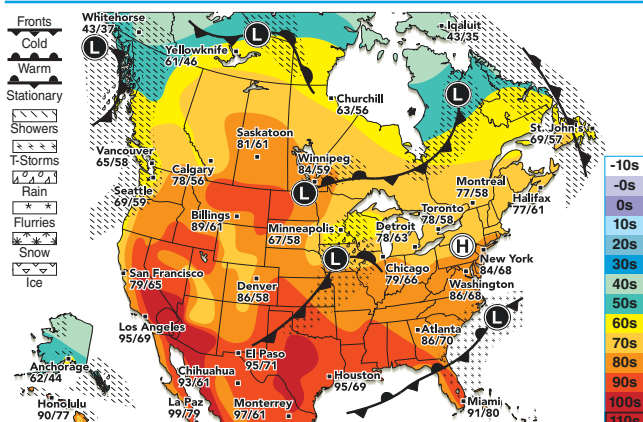 Fronts
Cold
Warm
Stationary
Showers
T-Storms
Rain
Flurries
Snow
Ice
Whitehorse
43/37
L
Yellowknife
61/46
L
Iqaluit
43/35
Churchill
63/56
L
St. John's
69/57
Saskatoon
81/61
Vancouver
65/58
Calgary
78/56
Winnipeg
84/59
L
Seattle
69/59
Montréal
77/58
Halifax
77/61
Toronto
78/58
Billings
89/61
Minneapolis
67/58
Detroit
78/63
H
New York
84/68
L
Chicago
79/66
Washington
86/68
San Francisco
79/65
Denver
86/58
Los Angeles
95/69
L
Atlanta
86/70
El Paso
95/71
Anchorage
62/44
Chihuahua
93/61
Houston
95/69
Honolulu
90/77
La Paz
99/79
Monterrey
97/61
Miami
91/80
-10s
-0s
0s
10s
20s
30s
40s
50s
60s
70s
80s
90s
100s
110s